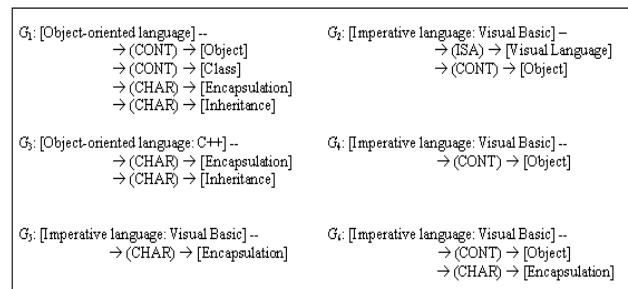 G₁: [Object-oriented language] --
→ (CONT) → [Object]
→ (CONT) → [Class]
→ (CHAR) → [Encapsulation]
→ (CHAR) → [Inheritance]
G₂: [Imperative language: Visual Basic] –
→ (ISA) → [Visual Language]
→ (CONT) → [Object]
G₃: [Object-oriented language: C++] --
→ (CHAR) → [Encapsulation]
→ (CHAR) → [Inheritance]
G₄: [Imperative language: Visual Basic] --
→ (CONT) → [Object]
G₅: [Imperative language: Visual Basic] --
→ (CHAR) → [Encapsulation]
G₆: [Imperative language: Visual Basic] --
→ (CONT) → [Object]
→ (CHAR) → [Encapsulation]